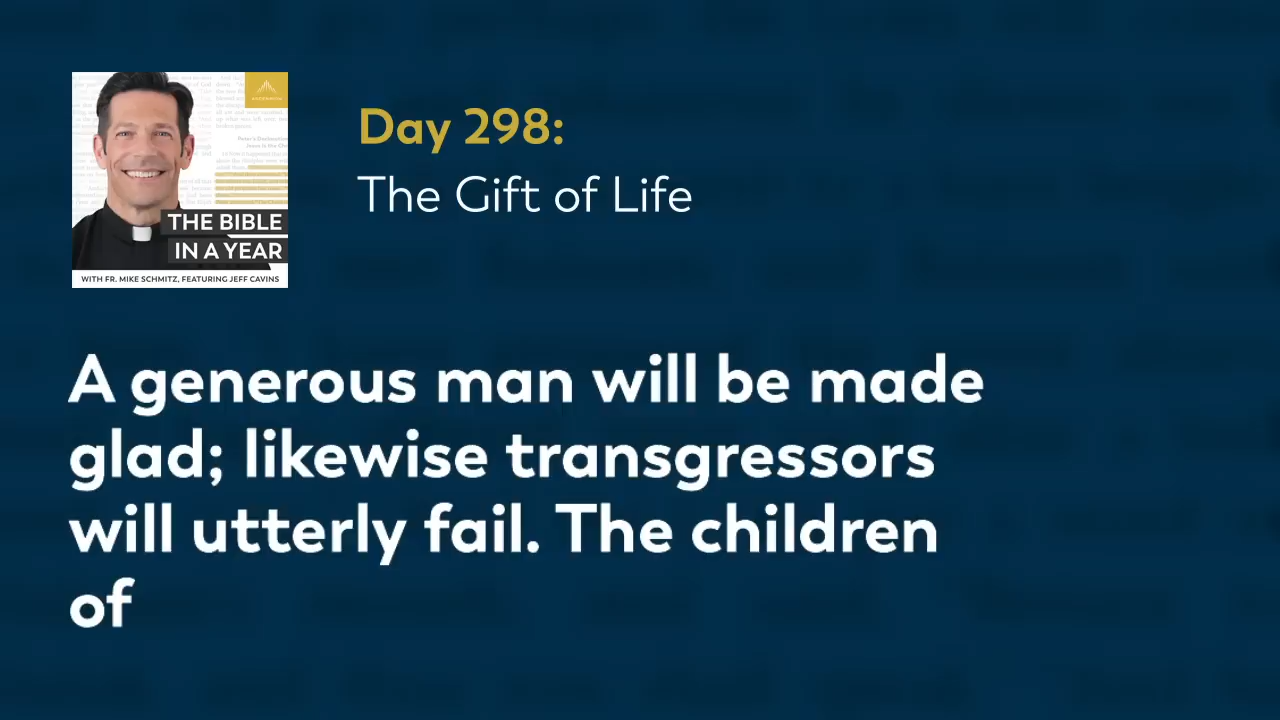 Day 298:
The Gift of Life
THE BIBLE
IN A YEAR
WITH FR. MIKE SCHMITZ, FEATURING JEFF CAVINS
A generous man will be made
glad; likewise transgressors
will utterly fail. The children
of